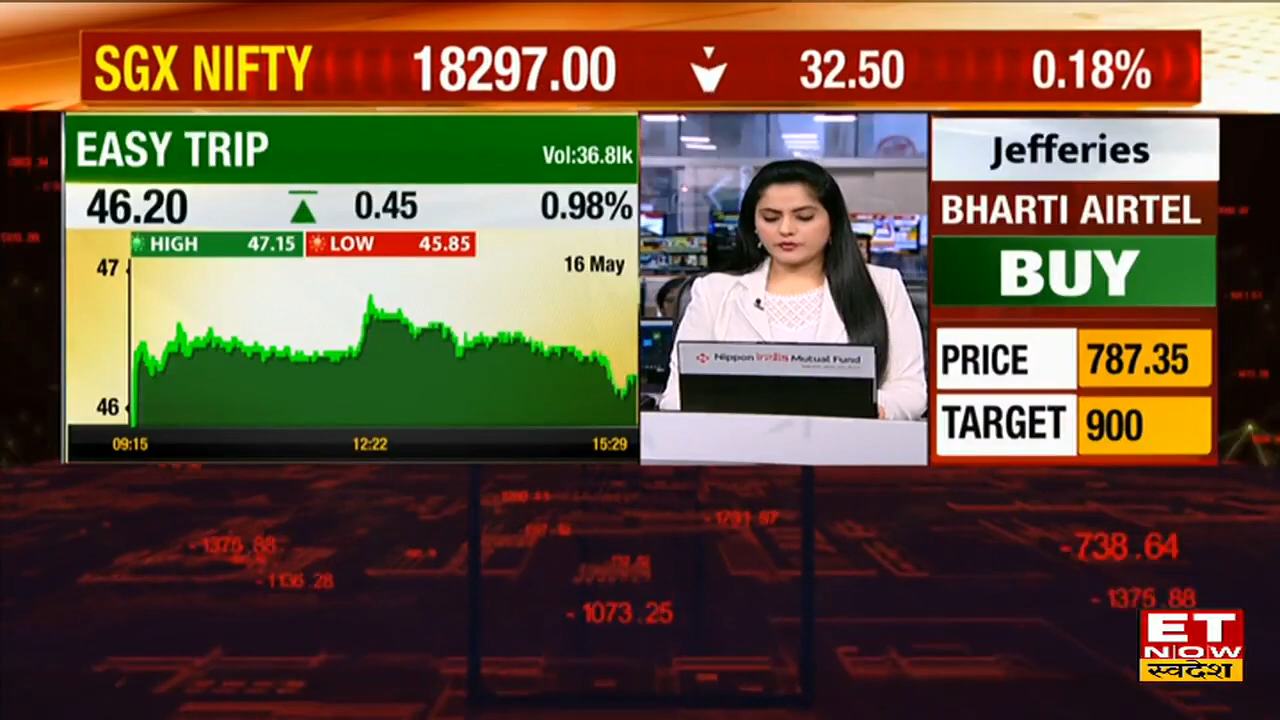 SGX NIFTY 18297.00 32.50 0.18%
EASY TRIP Vol:36.8lk
46.20 0.45 0.98%
HIGH 47.15 LOW 45.85
16 May
47
46
09:15 12:22 15:29
Nippon India Mutual Fund
Jefferies
BHARTI AIRTEL
BUY
PRICE 787.35
TARGET 900
-1375.88
-1136.28
-1073.25
-1791.87
-738.64
-1375.88
ET
NOW
स्वदेश